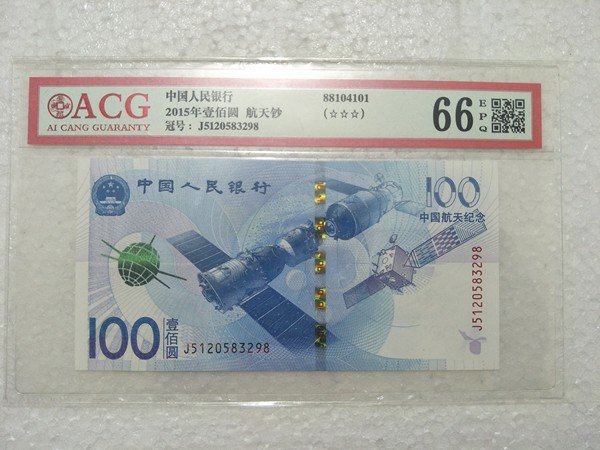 ACG
AI CANG GUARANTY
中国人民银行
88104101
2015年壹佰圆 航天钞
(☆☆☆)
冠号：J5120583298
66
EPQ
中国人民银行
100
中国航天纪念
J5120583298
100
壹佰圆
J5120583298